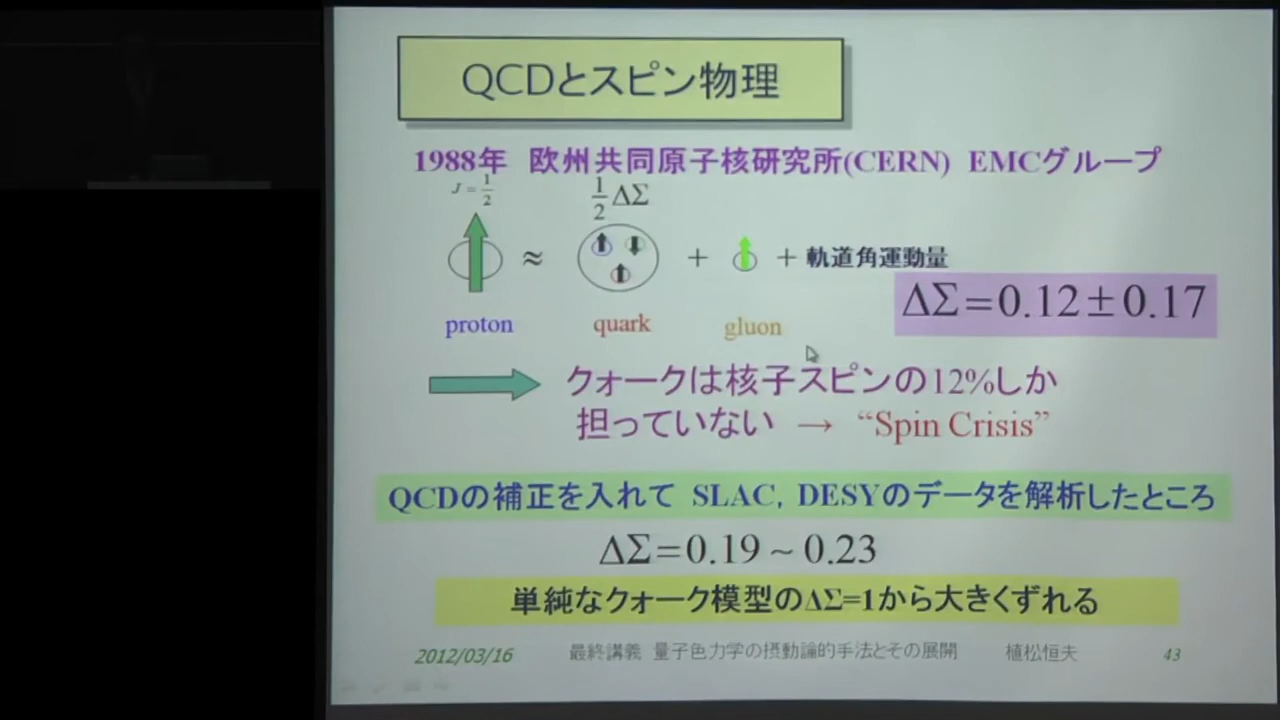 QCDとスピン物理
1988年 欧州共同原子核研究所(CERN) EMCグループ
J = 1/2
1/2 ΔΣ
≈ + + 軌道角運動量
ΔΣ=0.12±0.17
proton quark gluon
クォークは核子スピンの12%しか
担っていない → “Spin Crisis”
QCDの補正を入れて SLAC, DESYのデータを解析したところ
ΔΣ=0.19~0.23
単純なクォーク模型のΔΣ=1から大きくずれる
2012/03/16 最終講義 量子色力学の摂動論的手法とその展開 植松恒夫 43